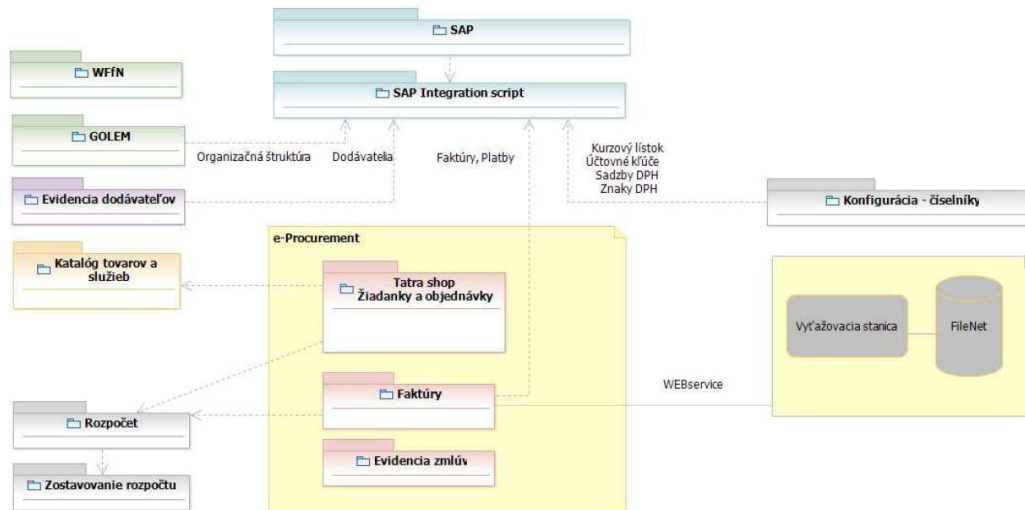 SAP
WFfN
SAP Integration script
GOLEM
Organizačná štruktúra
Dodávatelia
Faktúry, Platby
Kurzový lístok
Účtovné kľúče
Sadzby DPH
Znaky DPH
Evidencia dodávateľov
Konfigurácia - číselníky
e-Procurement
Katalóg tovarov a
služieb
Tatra shop
Žiadanky a objednávky
Vyťažovacia stanica
FileNet
WEBservice
Faktúry
Rozpočet
Evidencia zmlúv
Zostavovanie rozpočtu